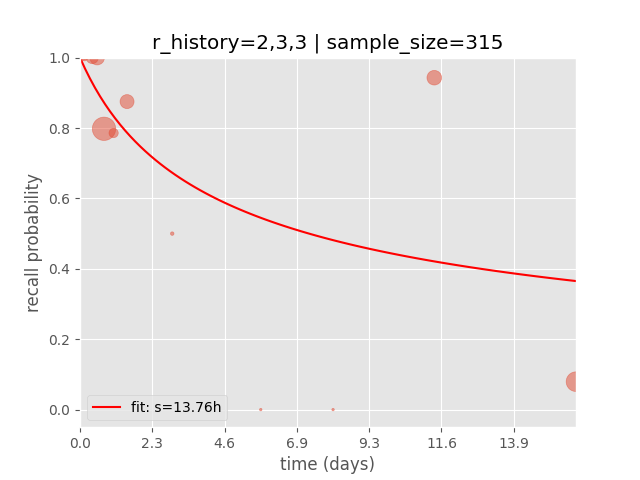 r_history=2,3,3 | sample_size=315
recall probability
1.0
0.8
0.6
0.4
0.2
0.0
fit: s=13.76h
0.0 2.3 4.6 6.9 9.3 11.6 13.9
time (days)